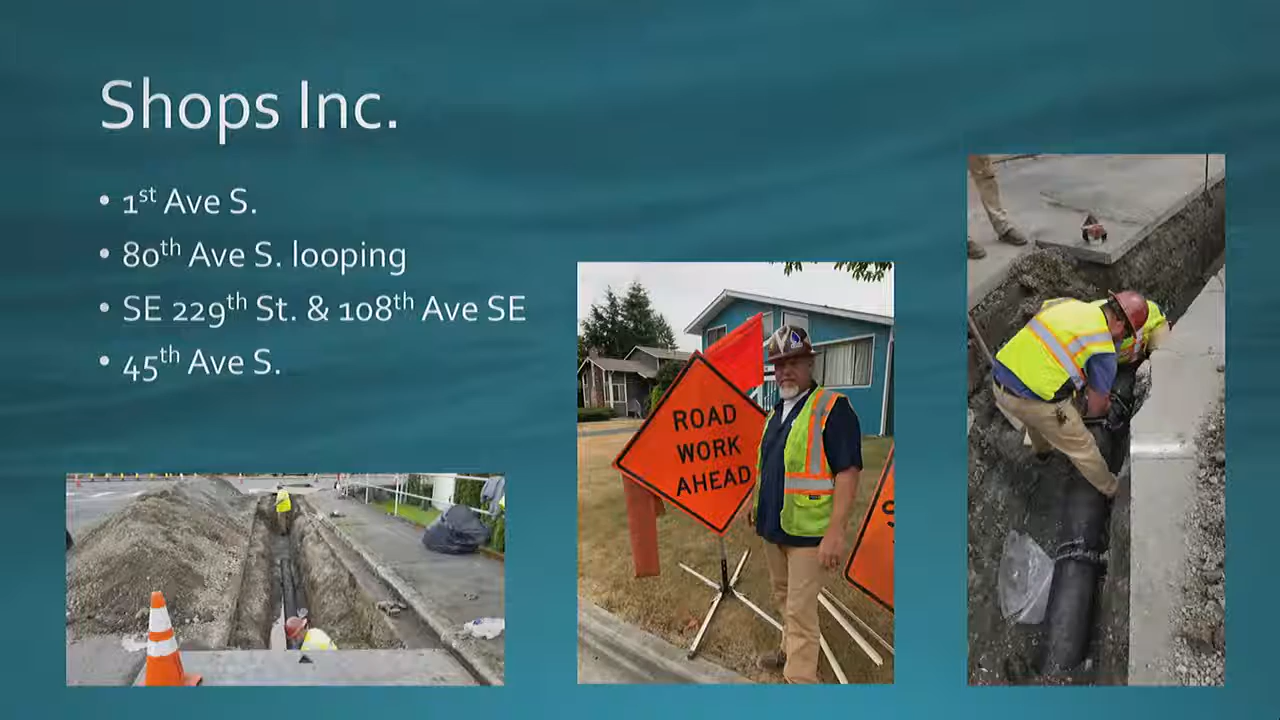 Shops Inc.
• 1st Ave S.
• 80th Ave S. looping
• SE 229th St. & 108th Ave SE
• 45th Ave S.
ROAD
WORK
AHEAD
S